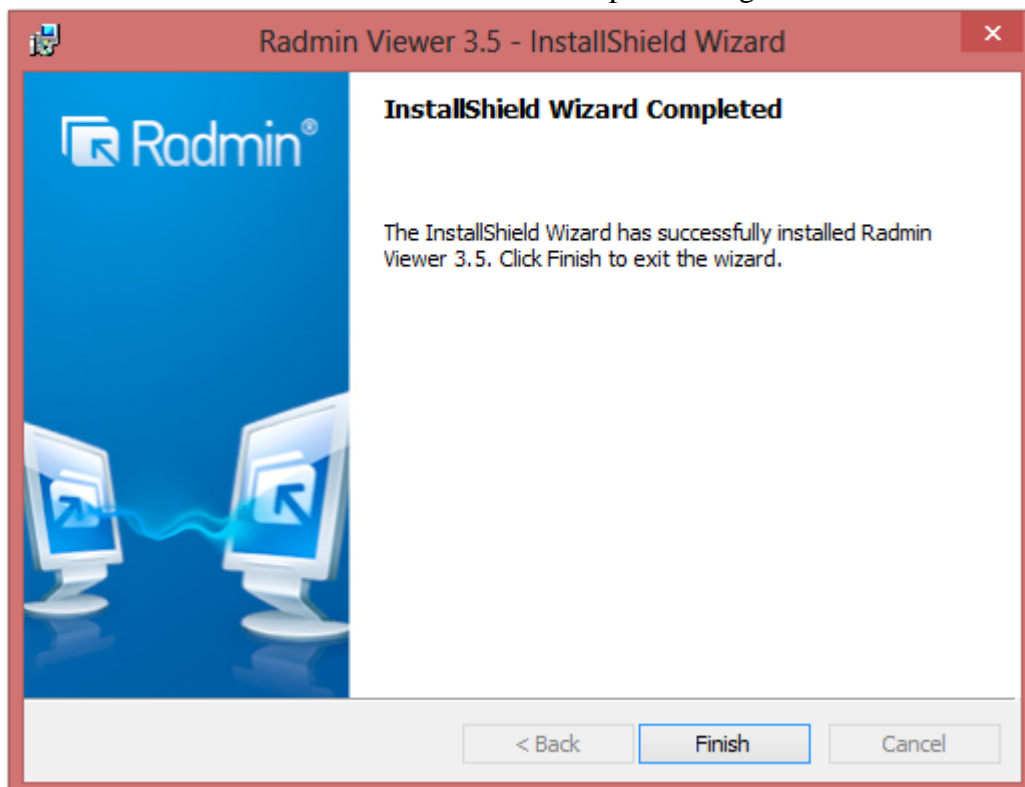 Radmin Viewer 3.5 - InstallShield Wizard
Radmin®
InstallShield Wizard Completed
The InstallShield Wizard has successfully installed Radmin
Viewer 3.5. Click Finish to exit the wizard.
< Back Finish Cancel